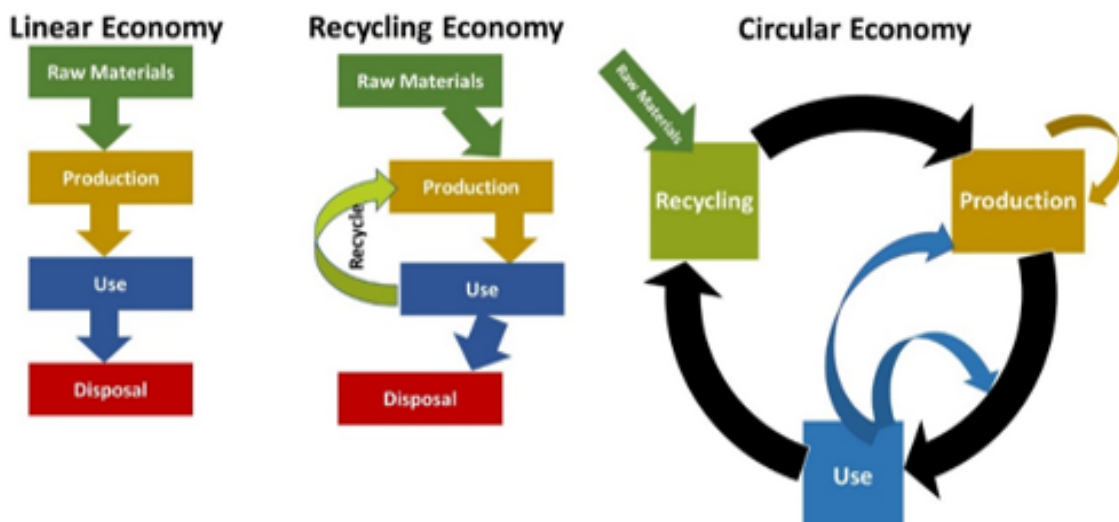 Linear Economy
Raw Materials
Production
Use
Disposal
Recycling Economy
Raw Materials
Production
Recycle
Use
Disposal
Circular Economy
Raw Materials
Recycling
Production
Use